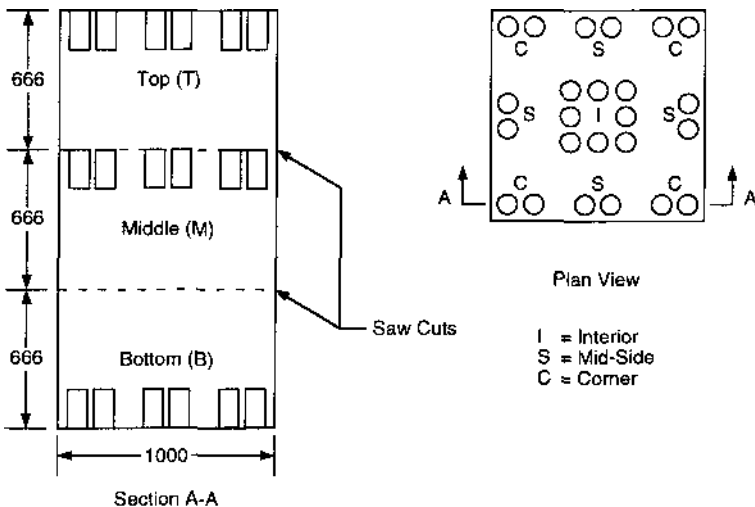 666
Top (T)
666
Middle (M)
666
Bottom (B)
1000
Section A-A
Saw Cuts
C S C
S I S
C S C
A A
Plan View
I = Interior
S = Mid-Side
C = Corner